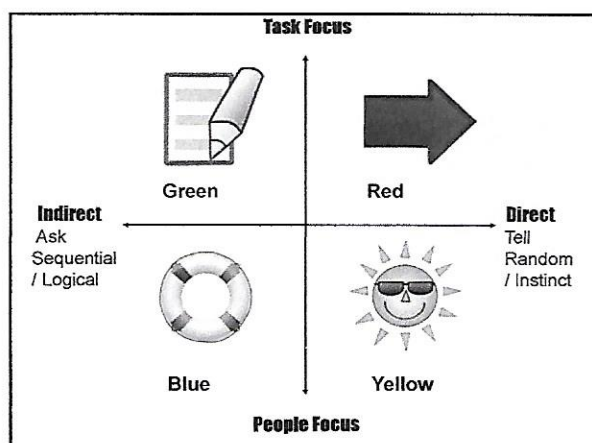 Task Focus
Green
Red
Indirect
Ask
Sequential
/ Logical
Direct
Tell
Random
/ Instinct
Blue
Yellow
People Focus